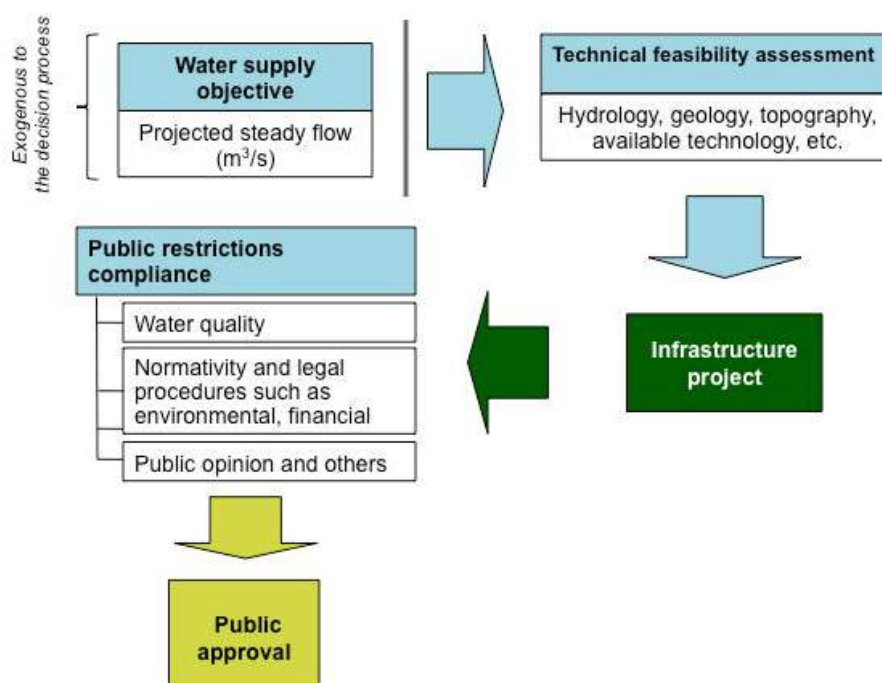 Exogenous to
the decision process
Water supply
objective
Projected steady flow
(m³/s)
Technical feasibility assessment
Hydrology, geology, topography,
available technology, etc.
Infrastructure
project
Public restrictions
compliance
Water quality
Normativity and legal
procedures such as
environmental, financial
Public opinion and others
Public
approval